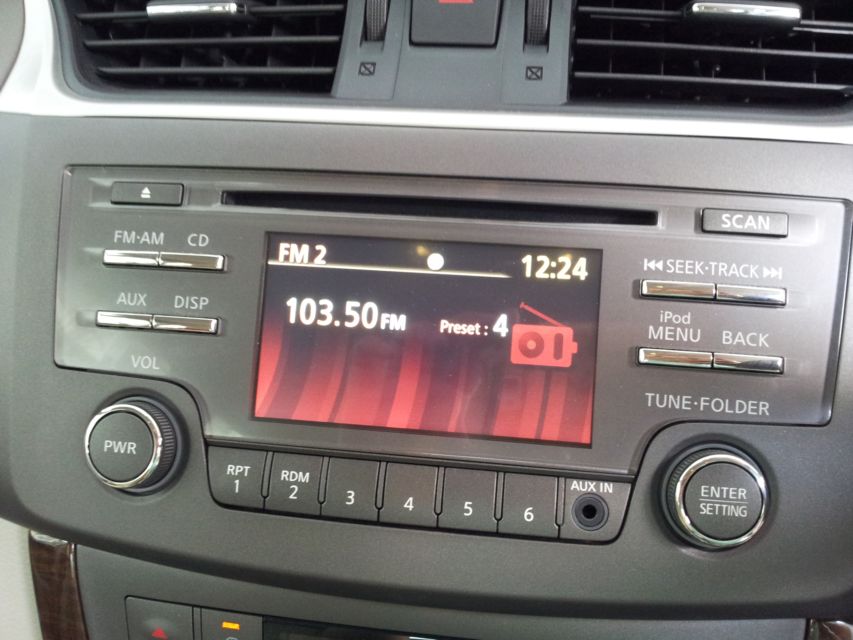 SCAN
FM·AM CD
FM 2
12:24
SEEK·TRACK
AUX DISP
103.50FM
Preset : 4
iPod
MENU BACK
VOL
TUNE·FOLDER
PWR
RPT
1
RDM
2
3
4
5
6
AUX IN
ENTER
SETTING